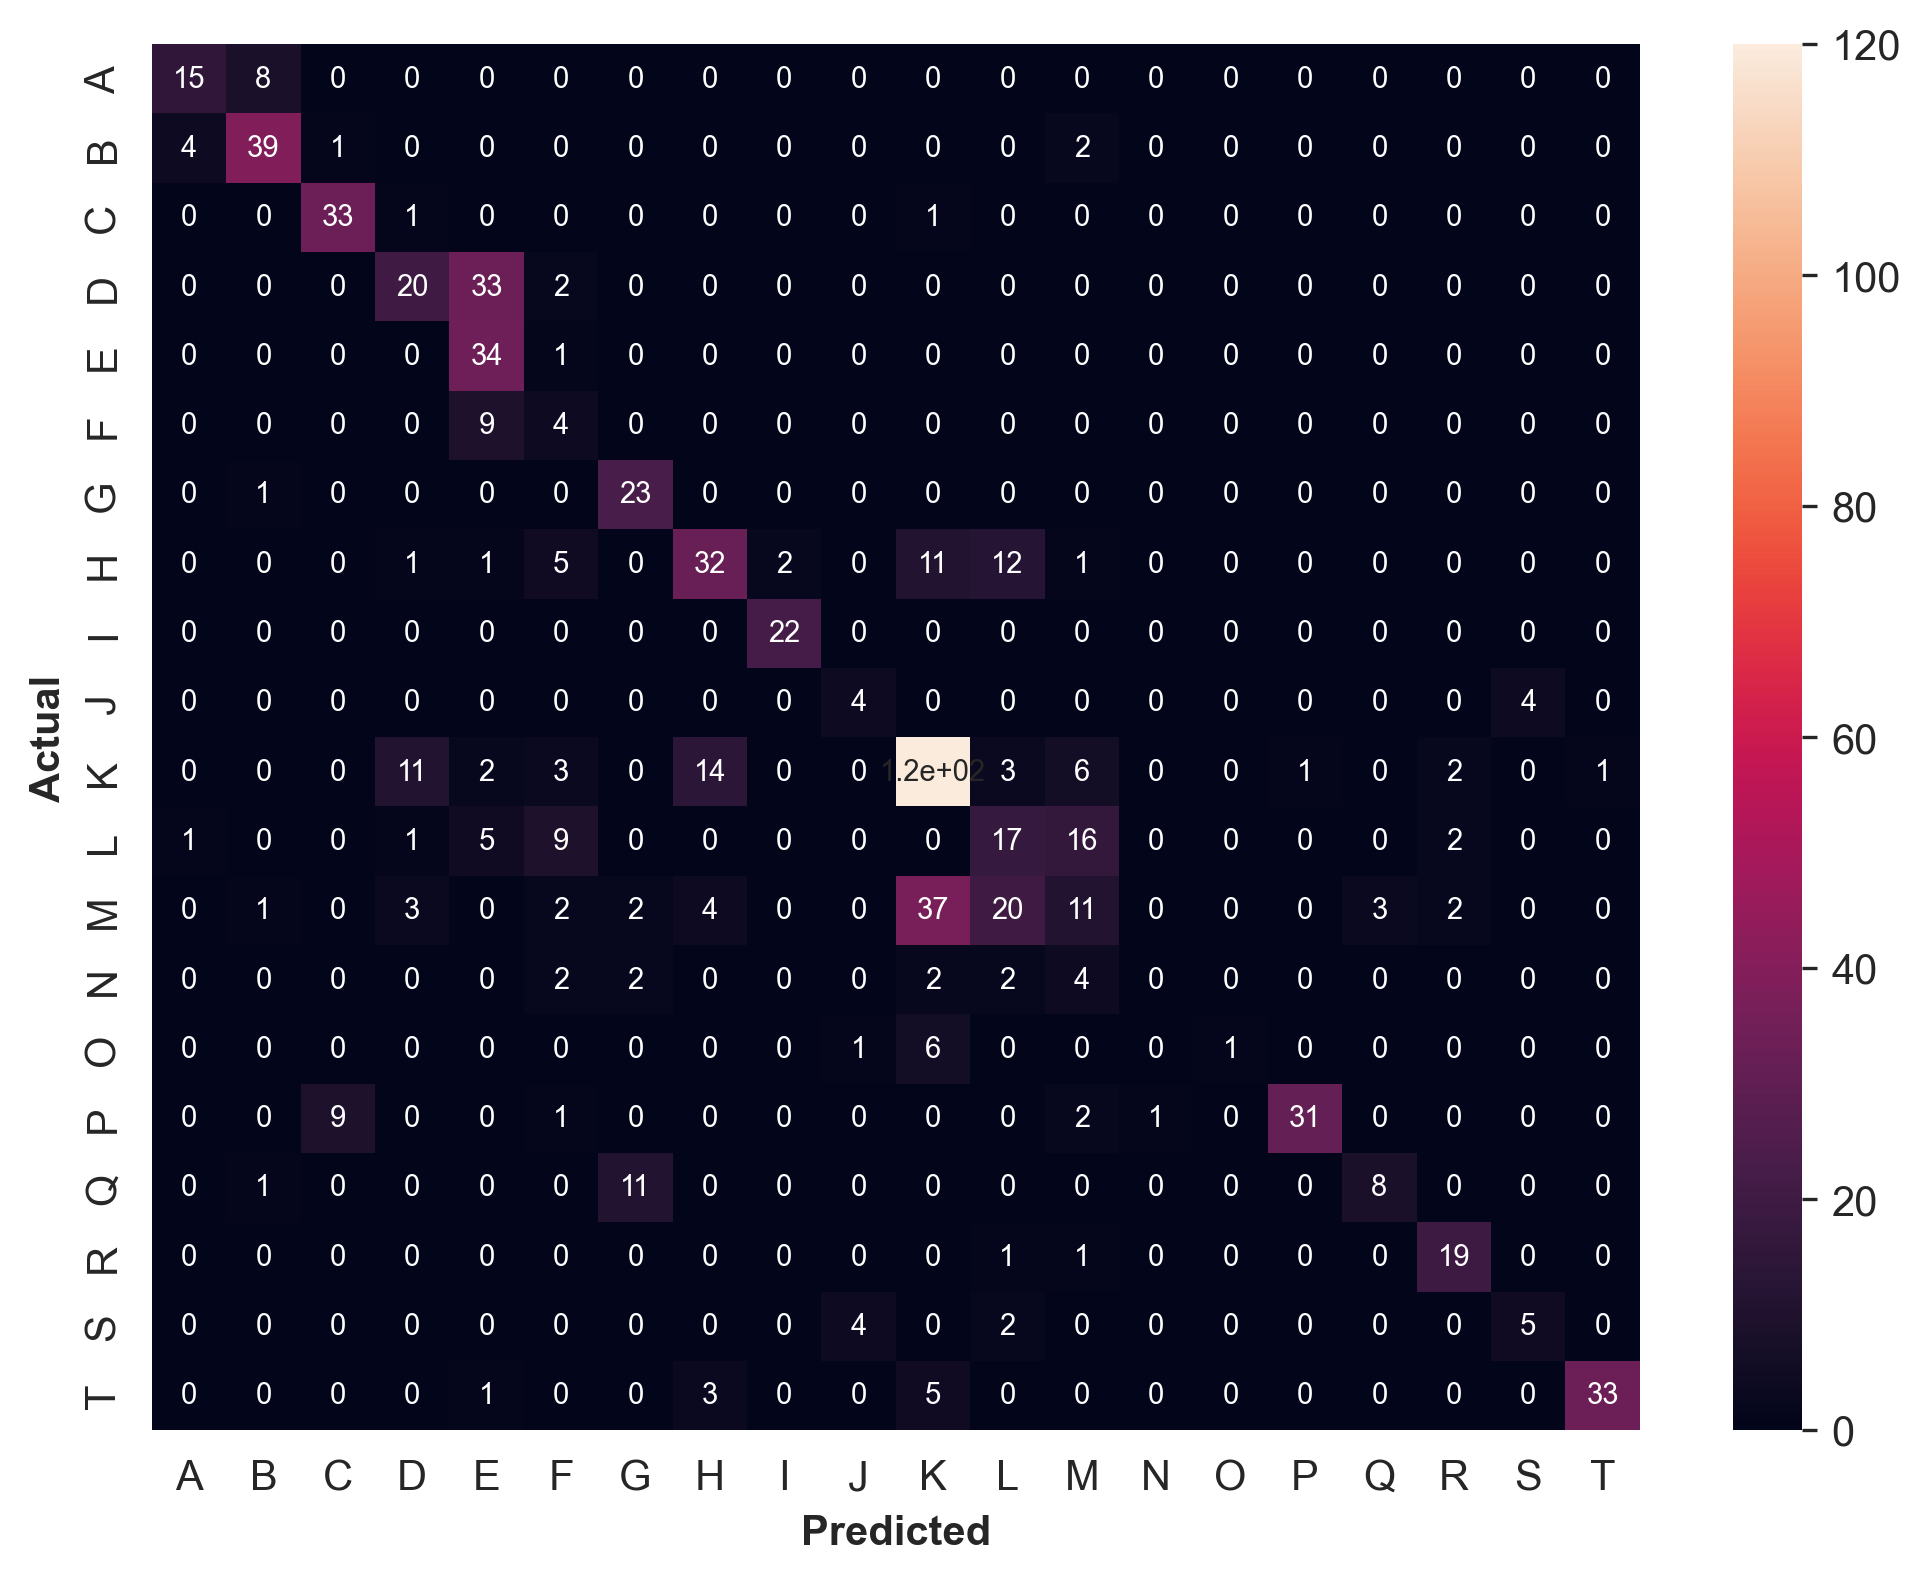 A 15 8 0 0 0 0 0 0 0 0 0 0 0 0 0 0 0 0 0 0
B 4 39 1 0 0 0 0 0 0 0 0 0 2 0 0 0 0 0 0 0
C 0 0 33 1 0 0 0 0 0 0 1 0 0 0 0 0 0 0 0 0
D 0 0 0 20 33 2 0 0 0 0 0 0 0 0 0 0 0 0 0 0
E 0 0 0 0 34 1 0 0 0 0 0 0 0 0 0 0 0 0 0 0
F 0 0 0 0 9 4 0 0 0 0 0 0 0 0 0 0 0 0 0 0
G 0 1 0 0 0 0 23 0 0 0 0 0 0 0 0 0 0 0 0 0
H 0 0 0 1 1 5 0 32 2 0 11 12 1 0 0 0 0 0 0 0
I 0 0 0 0 0 0 0 0 22 0 0 0 0 0 0 0 0 0 0 0
J 0 0 0 0 0 0 0 0 0 4 0 0 0 0 0 0 0 0 4 0
K 0 0 0 11 2 3 0 14 0 0 1.2e+02 3 6 0 0 1 0 2 0 1
L 1 0 0 1 5 9 0 0 0 0 0 17 16 0 0 0 0 2 0 0
M 0 1 0 3 0 2 2 4 0 0 37 20 11 0 0 0 3 2 0 0
N 0 0 0 0 0 2 2 0 0 0 2 2 4 0 0 0 0 0 0 0
O 0 0 0 0 0 0 0 0 0 1 6 0 0 0 1 0 0 0 0 0
P 0 0 9 0 0 1 0 0 0 0 0 0 2 1 0 31 0 0 0 0
Q 0 1 0 0 0 0 11 0 0 0 0 0 0 0 0 0 8 0 0 0
R 0 0 0 0 0 0 0 0 0 0 0 1 1 0 0 0 0 19 0 0
S 0 0 0 0 0 0 0 0 0 4 0 2 0 0 0 0 0 0 5 0
T 0 0 0 0 1 0 0 3 0 0 5 0 0 0 0 0 0 0 0 33
A B C D E F G H I J K L M N O P Q R S T
Predicted
Actual
120
100
80
60
40
20
0